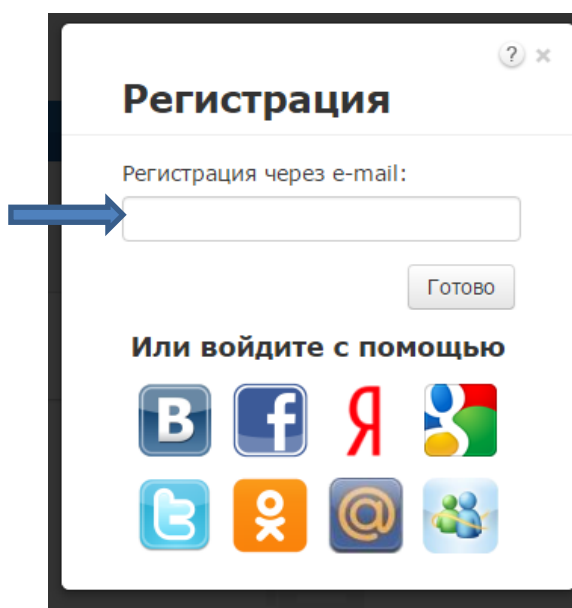 ?
Регистрация
Регистрация через e-mail:
Готово
Или войдите с помощью
В f Я g
t @